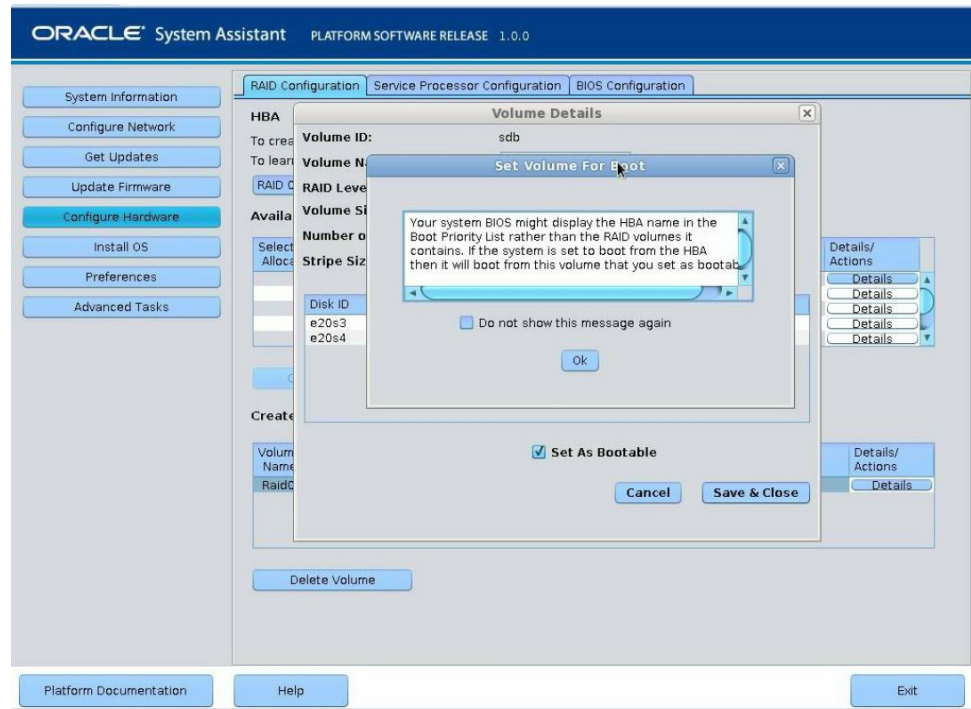 ORACLE System Assistant PLATFORM SOFTWARE RELEASE 1.0.0
System Information
Configure Network
Get Updates
Update Firmware
Configure Hardware
Install OS
Preferences
Advanced Tasks
RAID Configuration Service Processor Configuration BIOS Configuration
HBA
To crea
To learn
RAID C
Availa
Select
Alloca
Details/
Actions
Details
Details
Details
Details
Details
Create
Volum
Name
Raid0
Details/
Actions
Details
Delete Volume
Volume Details
Volume ID: sdb
Volume Na
RAID Leve
Volume Si
Number o
Stripe Siz
Disk ID
e20s3
e20s4
Set As Bootable
Cancel Save & Close
Set Volume For Boot
Your system BIOS might display the HBA name in the
Boot Priority List rather than the RAID volumes it
contains. If the system is set to boot from the HBA
then it will boot from this volume that you set as bootab
Do not show this message again
Ok
Platform Documentation Help Exit